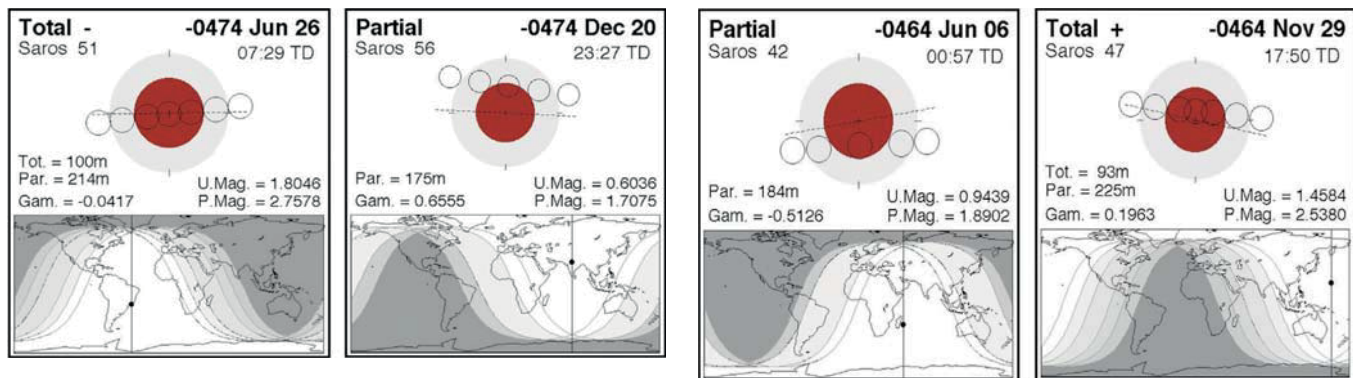 Total - -0474 Jun 26
Saros 51 07:29 TD
Tot. = 100m
Par. = 214m U.Mag. = 1.8046
Gam. = -0.0417 P.Mag. = 2.7578
Partial -0474 Dec 20
Saros 56 23:27 TD
Par. = 175m U.Mag. = 0.6036
Gam. = 0.6555 P.Mag. = 1.7075
Partial -0464 Jun 06
Saros 42 00:57 TD
Par. = 184m U.Mag. = 0.9439
Gam. = -0.5126 P.Mag. = 1.8902
Total + -0464 Nov 29
Saros 47 17:50 TD
Tot. = 93m
Par. = 225m U.Mag. = 1.4584
Gam. = 0.1963 P.Mag. = 2.5380